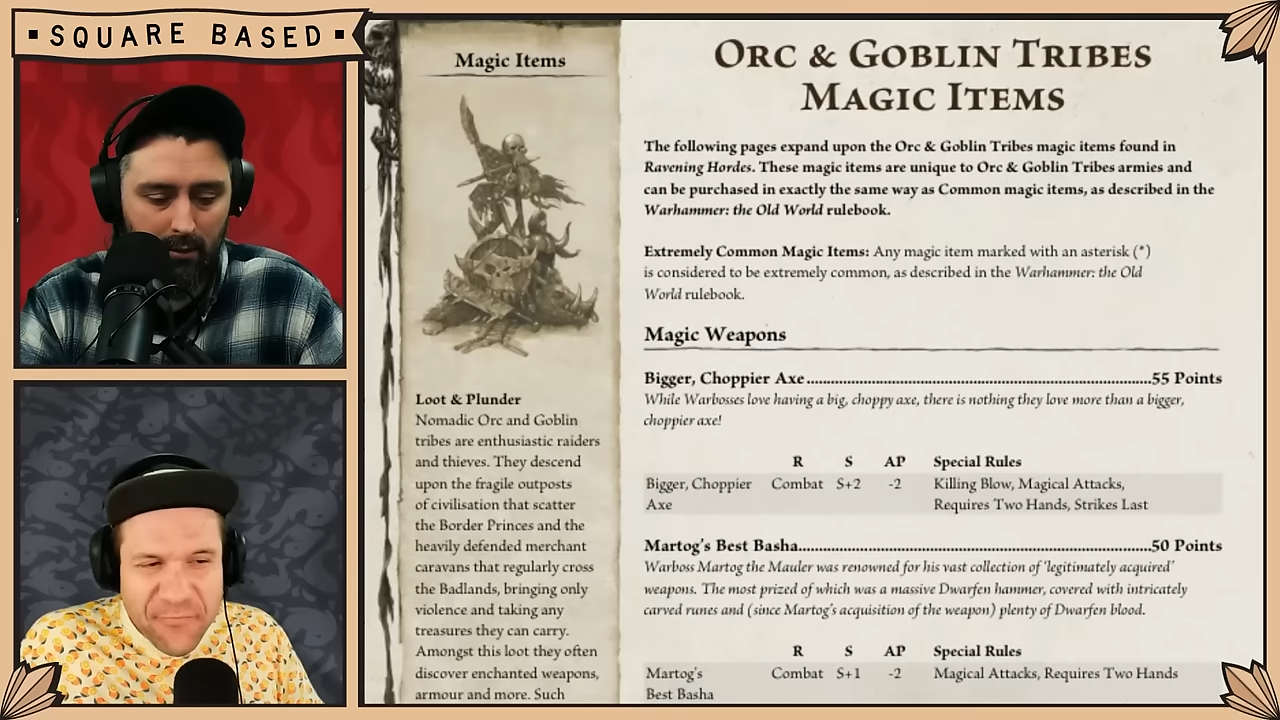 SQUARE BASED
Magic Items
Loot & Plunder
Nomadic Orc and Goblin
tribes are enthusiastic raiders
and thieves. They descend
upon the fragile outposts
of civilisation that scatter
the Border Princes and the
heavily defended merchant
caravans that regularly cross
the Badlands, bringing only
violence and taking any
treasures they can carry.
Amongst this loot they often
discover enchanted weapons,
armour and more. Such
ORC & GOBLIN TRIBES
MAGIC ITEMS
The following pages expand upon the Orc & Goblin Tribes magic items found in
Ravening Hordes. These magic items are unique to Orc & Goblin Tribes armies and
can be purchased in exactly the same way as Common magic items, as described in the
Warhammer: the Old World rulebook.
Extremely Common Magic Items: Any magic item marked with an asterisk (*)
is considered to be extremely common, as described in the Warhammer: the Old
World rulebook.
Magic Weapons
Bigger, Choppier Axe 55 Points
While Warbosses love having a big, choppy axe, there is nothing they love more than a bigger,
choppier axe!
R S AP Special Rules
Bigger, Choppier Combat S+2 -2 Killing Blow, Magical Attacks,
Axe Requires Two Hands, Strikes Last
Martog's Best Basha 50 Points
Warboss Martog the Mauler was renowned for his vast collection of 'legitimately acquired'
weapons. The most prized of which was a massive Dwarfen hammer, covered with intricately
carved runes and (since Martog's acquisition of the weapon) plenty of Dwarfen blood.
R S AP Special Rules
Martog's Combat S+1 -2 Magical Attacks, Requires Two Hands
Best Basha